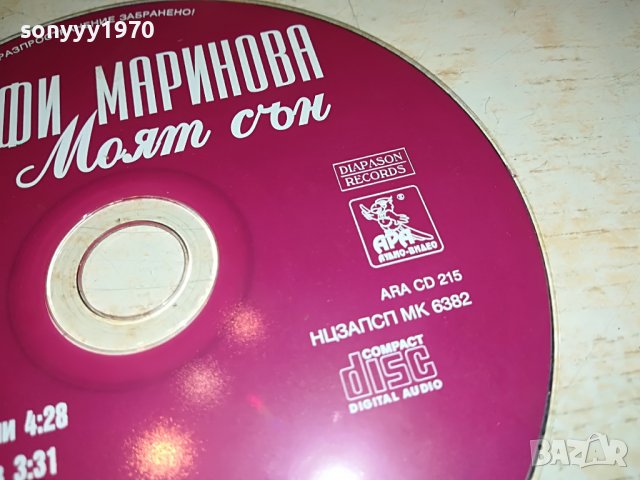 sonyyy1970
РАЗПРОСТРАНЕНИЕ ЗАБРАНЕНО!
ФИ МАРИНОВА
Моят сън
DIAPASON
RECORDS
АРА
АУДИО-ВИДЕО
ARA CD 215
НЦЗАПСП МК 6382
COMPACT
disc
DIGITAL AUDIO
4:28
3:31
BAZAR